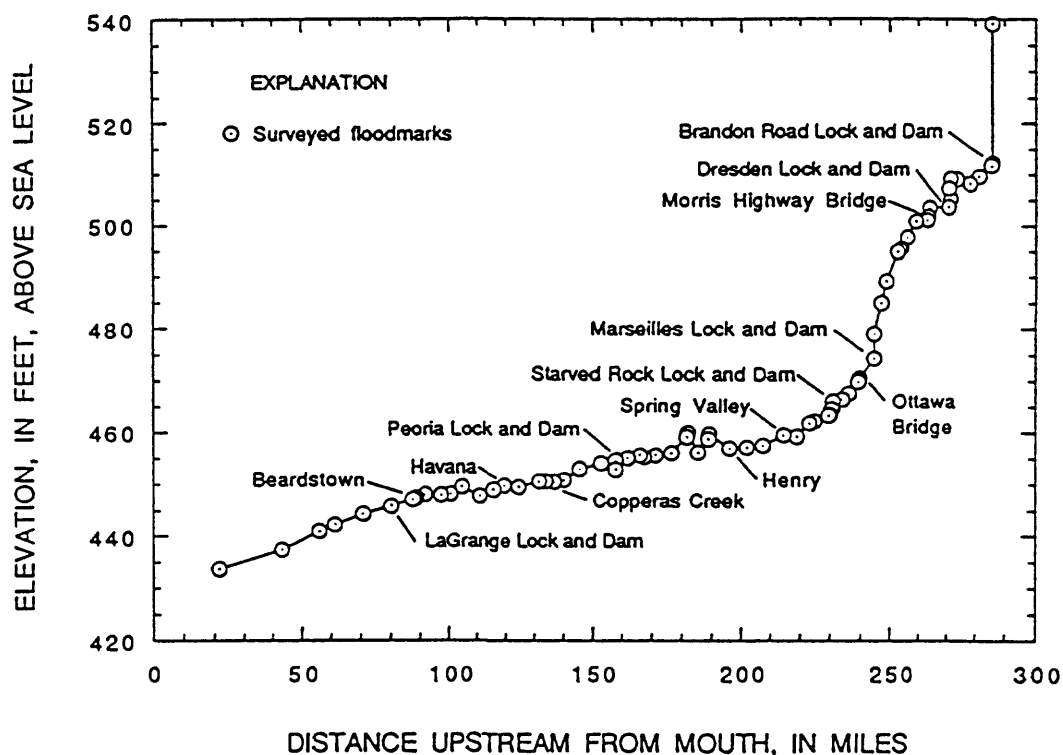 ELEVATION, IN FEET, ABOVE SEA LEVEL
540
520
500
480
460
440
420
EXPLANATION
Surveyed floodmarks
Brandon Road Lock and Dam
Dresden Lock and Dam
Morris Highway Bridge
Marseilles Lock and Dam
Starved Rock Lock and Dam
Ottawa
Bridge
Spring Valley
Peoria Lock and Dam
Henry
Havana
Copperas Creek
Beardstown
LaGrange Lock and Dam
0 50 100 150 200 250 300
DISTANCE UPSTREAM FROM MOUTH, IN MILES